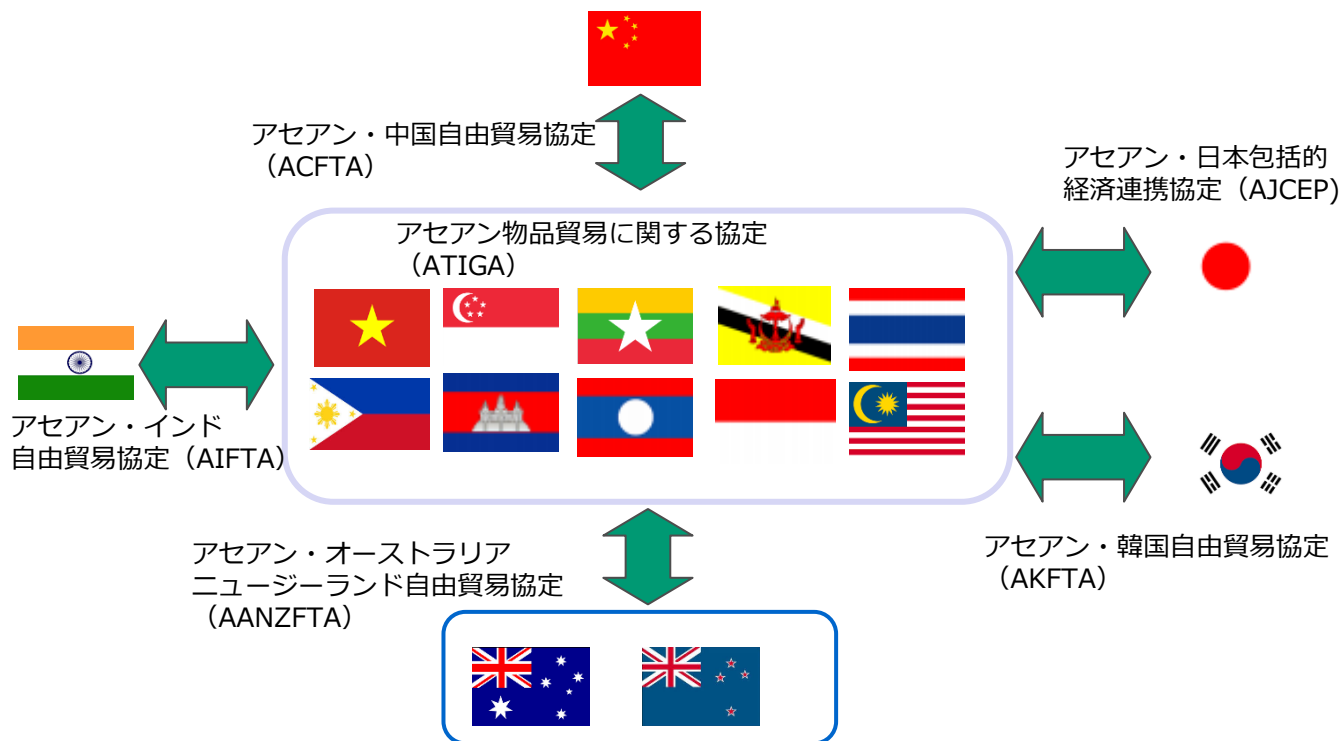 アセアン・中国自由貿易協定
（ACFTA）
アセアン・日本包括的
経済連携協定（AJCEP)
アセアン物品貿易に関する協定
（ATIGA）
アセアン・インド
自由貿易協定（AIFTA）
アセアン・オーストラリア
ニュージーランド自由貿易協定
（AANZFTA）
アセアン・韓国自由貿易協定
（AKFTA）